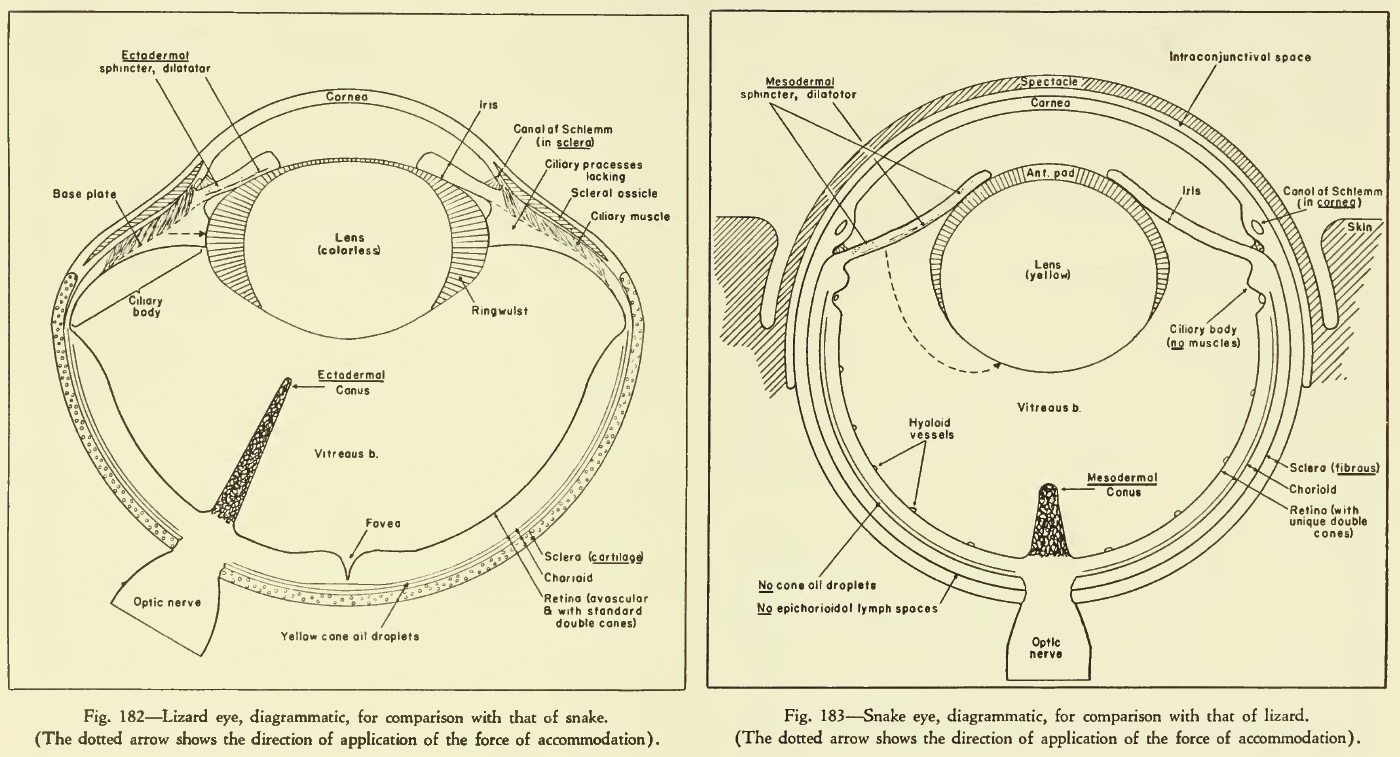 Ectodermal
sphincter, dilatator
Cornea
Iris
Canal of Schlemm
(in sclera)
Ciliary processes
lacking
Scleral ossicle
Ciliary muscle
Base plate
Lens
(colorless)
Ciliary
body
Ringwulst
Ectodermal
Conus
Vitreous b.
Fovea
Sclera (cartilage)
Chorioid
Retina (avascular
& with standard
double cones)
Optic nerve
Yellow cone oil droplets
Fig. 182—Lizard eye, diagrammatic, for comparison with that of snake.
(The dotted arrow shows the direction of application of the force of accommodation).
Intraconjunctival space
Mesodermal
sphincter, dilatator
Spectacle
Cornea
Ant. pad
Iris
Canal of Schlemm
(in cornea)
Skin
Lens
(yellow)
Ciliary body
(no muscles)
Vitreous b.
Hyaloid
vessels
Mesodermal
Conus
Sclera (fibrous)
Chorioid
Retina (with
unique double
cones)
No cone oil droplets
No epichorioidal lymph spaces
Optic
nerve
Fig. 183—Snake eye, diagrammatic, for comparison with that of lizard.
(The dotted arrow shows the direction of application of the force of accommodation).